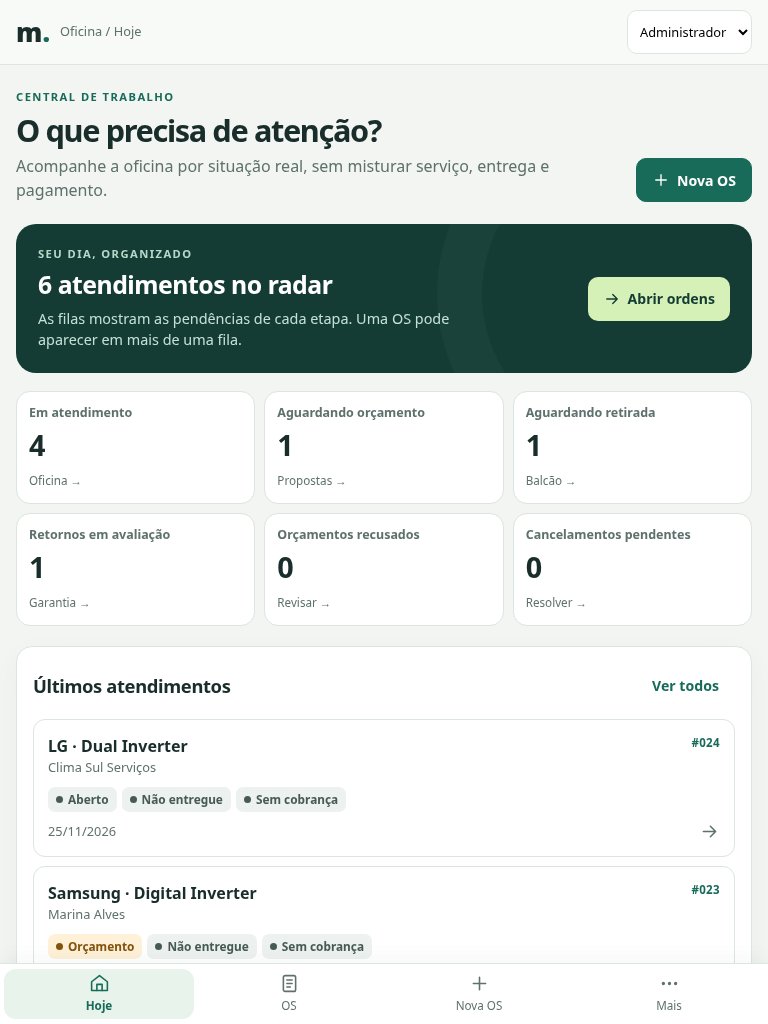 m. Oficina / Hoje
Administrador
CENTRAL DE TRABALHO
O que precisa de atenção?
Acompanhe a oficina por situação real, sem misturar serviço, entrega e
pagamento.
Nova OS
SEU DIA, ORGANIZADO
6 atendimentos no radar
As filas mostram as pendências de cada etapa. Uma OS pode
aparecer em mais de uma fila.
Abrir ordens
Em atendimento
4
Oficina →
Aguardando orçamento
1
Propostas →
Aguardando retirada
1
Balcão →
Retornos em avaliação
1
Garantia →
Orçamentos recusados
0
Revisar →
Cancelamentos pendentes
0
Resolver →
Últimos atendimentos
Ver todos
LG · Dual Inverter
#024
Clima Sul Serviços
Aberto
Não entregue
Sem cobrança
25/11/2026
Samsung · Digital Inverter
#023
Marina Alves
Orçamento
Não entregue
Sem cobrança
Hoje
OS
Nova OS
Mais